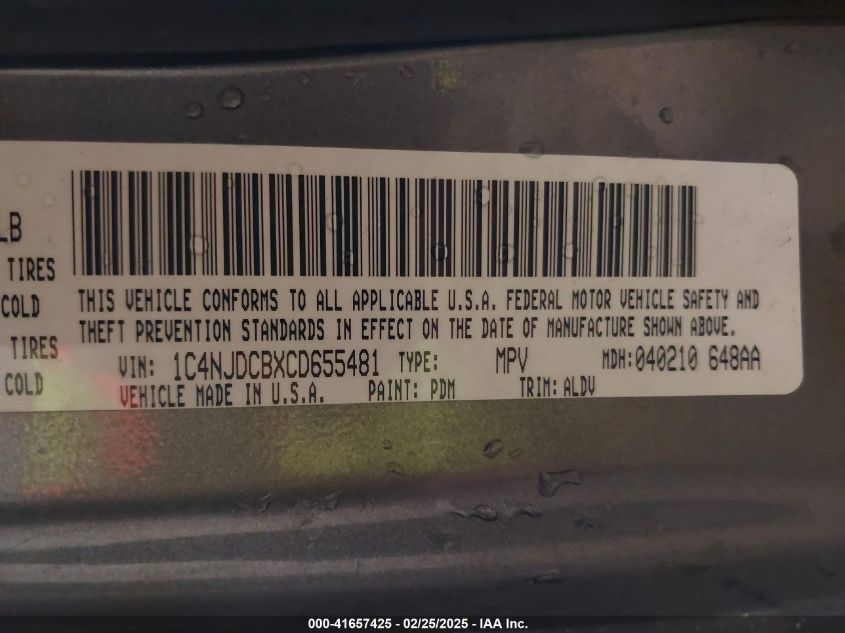 LB
TIRES
COLD
TIRES
COLD
THIS VEHICLE CONFORMS TO ALL APPLICABLE U.S.A. FEDERAL MOTOR VEHICLE SAFETY AND
THEFT PREVENTION STANDARDS IN EFFECT ON THE DATE OF MANUFACTURE SHOWN ABOVE.
VIN: 1C4NJDCBXCD655481 TYPE: MPV MDH:040210 648AA
VEHICLE MADE IN U.S.A. PAINT: PDM TRIM: ALDV
000-41657425 - 02/25/2025 - IAA Inc.